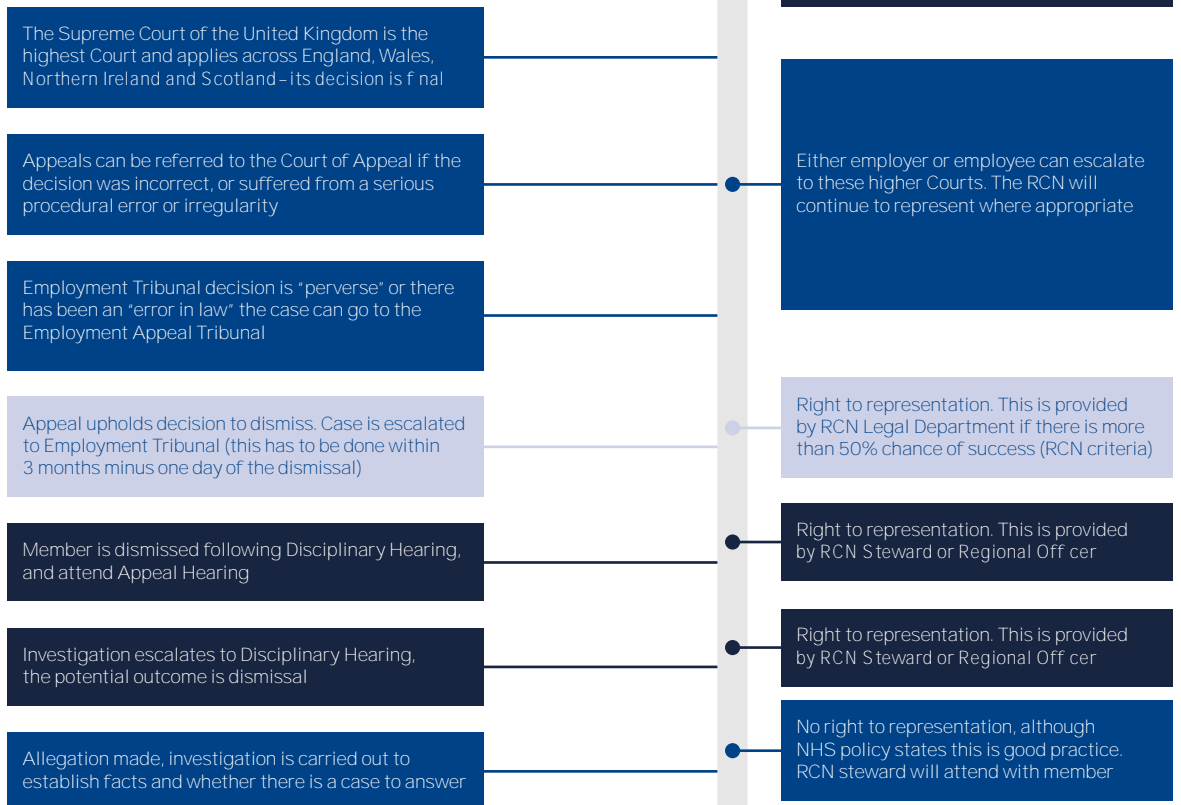 The Supreme Court of the United Kingdom is the
highest Court and applies across England, Wales,
Northern Ireland and Scotland – its decision is f nal
Appeals can be referred to the Court of Appeal if the
decision was incorrect, or suffered from a serious
procedural error or irregularity
Either employer or employee can escalate
to these higher Courts. The RCN will
continue to represent where appropriate
Employment Tribunal decision is “perverse” or there
has been an “error in law” the case can go to the
Employment Appeal Tribunal
Appeal upholds decision to dismiss. Case is escalated
to Employment Tribunal (this has to be done within
3 months minus one day of the dismissal)
Right to representation. This is provided
by RCN Legal Department if there is more
than 50% chance of success (RCN criteria)
Member is dismissed following Disciplinary Hearing,
and attend Appeal Hearing
Right to representation. This is provided
by RCN Steward or Regional Off cer
Investigation escalates to Disciplinary Hearing,
the potential outcome is dismissal
Right to representation. This is provided
by RCN Steward or Regional Off cer
Allegation made, investigation is carried out to
establish facts and whether there is a case to answer
No right to representation, although
NHS policy states this is good practice.
RCN steward will attend with member